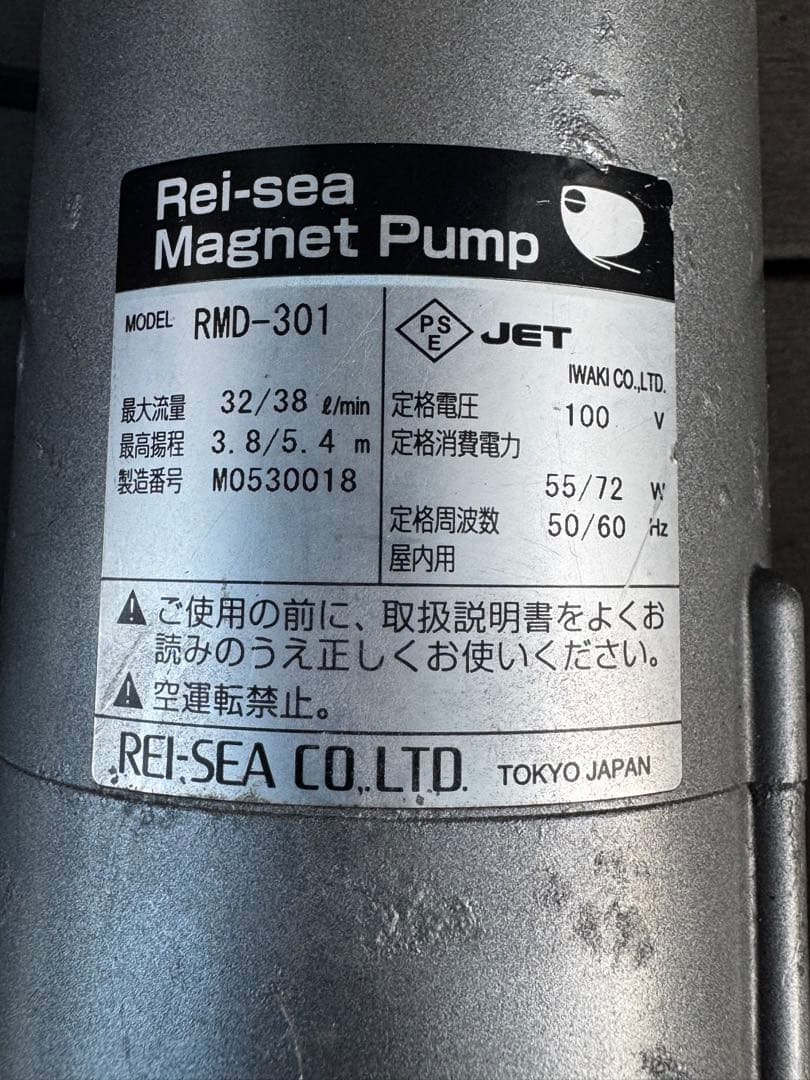 Rei-sea
Magnet Pump
MODEL RMD-301
最大流量 32/38 ℓ/min
最高揚程 3.8/5.4 m
製造番号 M0530018
PSE JET
IWAKI CO.,LTD.
定格電圧 100 V
定格消費電力
55/72 W
定格周波数 50/60 Hz
屋内用
⚠ご使用の前に、取扱説明書をよくお
読みのうえ正しくお使いください。
⚠空運転禁止。
REI-SEA CO.,LTD. TOKYO JAPAN